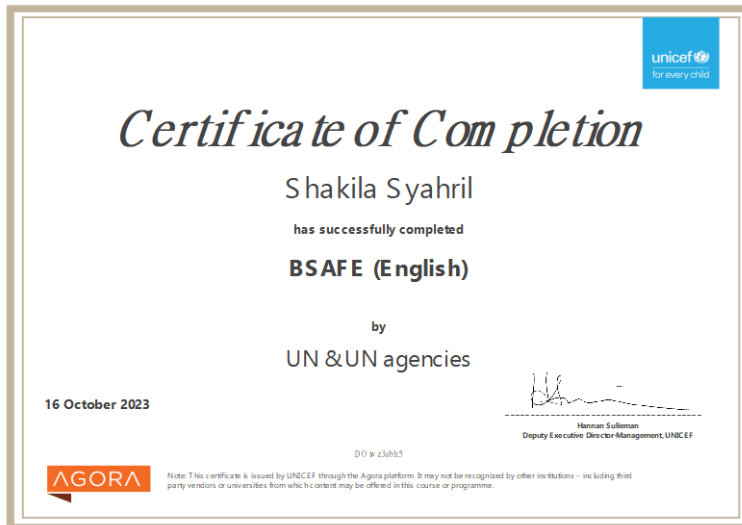 unicef
for every child
Certificate of Completion
Shakila Syahril
has successfully completed
BSAFE (English)
by
UN & UN agencies
16 October 2023
Hannan Sulieman
Deputy Executive Director-Management, UNICEF
AGORA
Note: This certificate is issued by UNICEF through the Agora platform. It may not be recognized by other institutions – including third
party vendors or universities from which content may be offered in this course or programme.